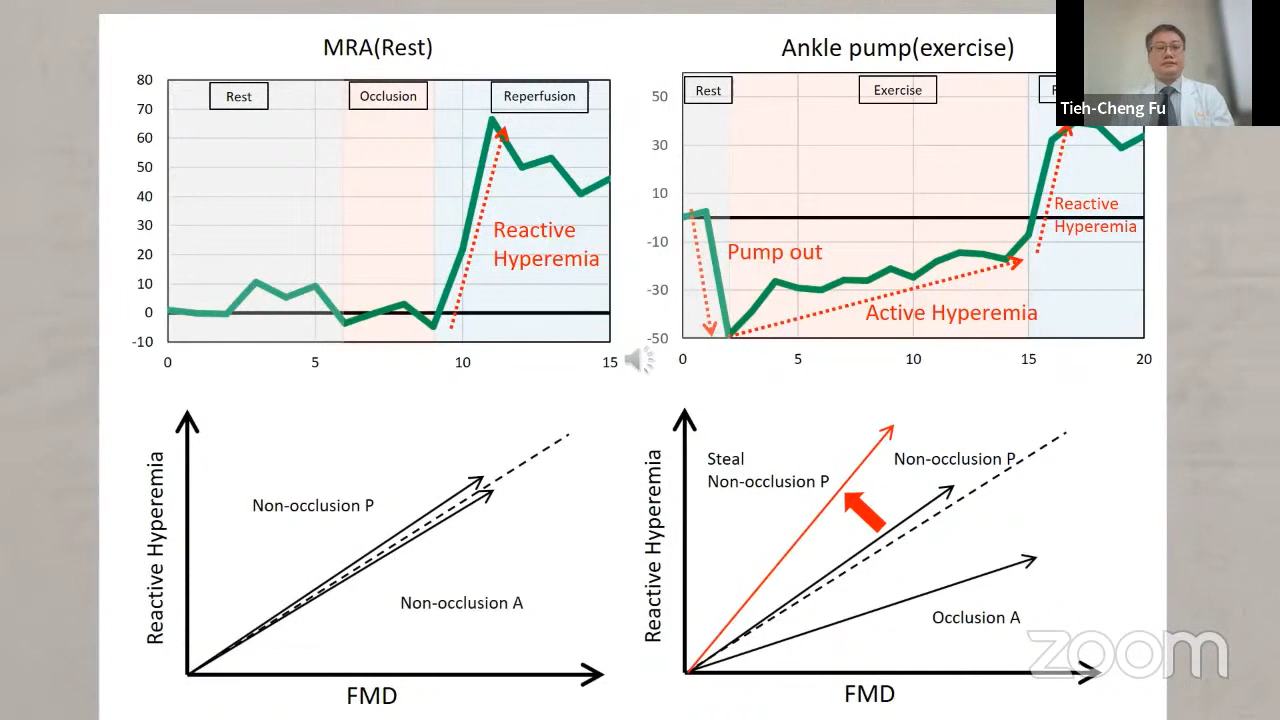 MRA(Rest)
Ankle pump(exercise)
Tieh-Cheng Fu
80
70
60
50
40
30
20
10
0
-10
Rest
Occlusion
Reperfusion
Reactive
Hyperemia
0
5
10
15
50
30
10
-10
-30
-50
Rest
Exercise
Pump out
Active Hyperemia
Reactive
Hyperemia
0
5
10
15
20
Reactive Hyperemia
Non-occlusion P
Non-occlusion A
FMD
Reactive Hyperemia
Steal
Non-occlusion P
Non-occlusion P
Occlusion A
FMD
zoom